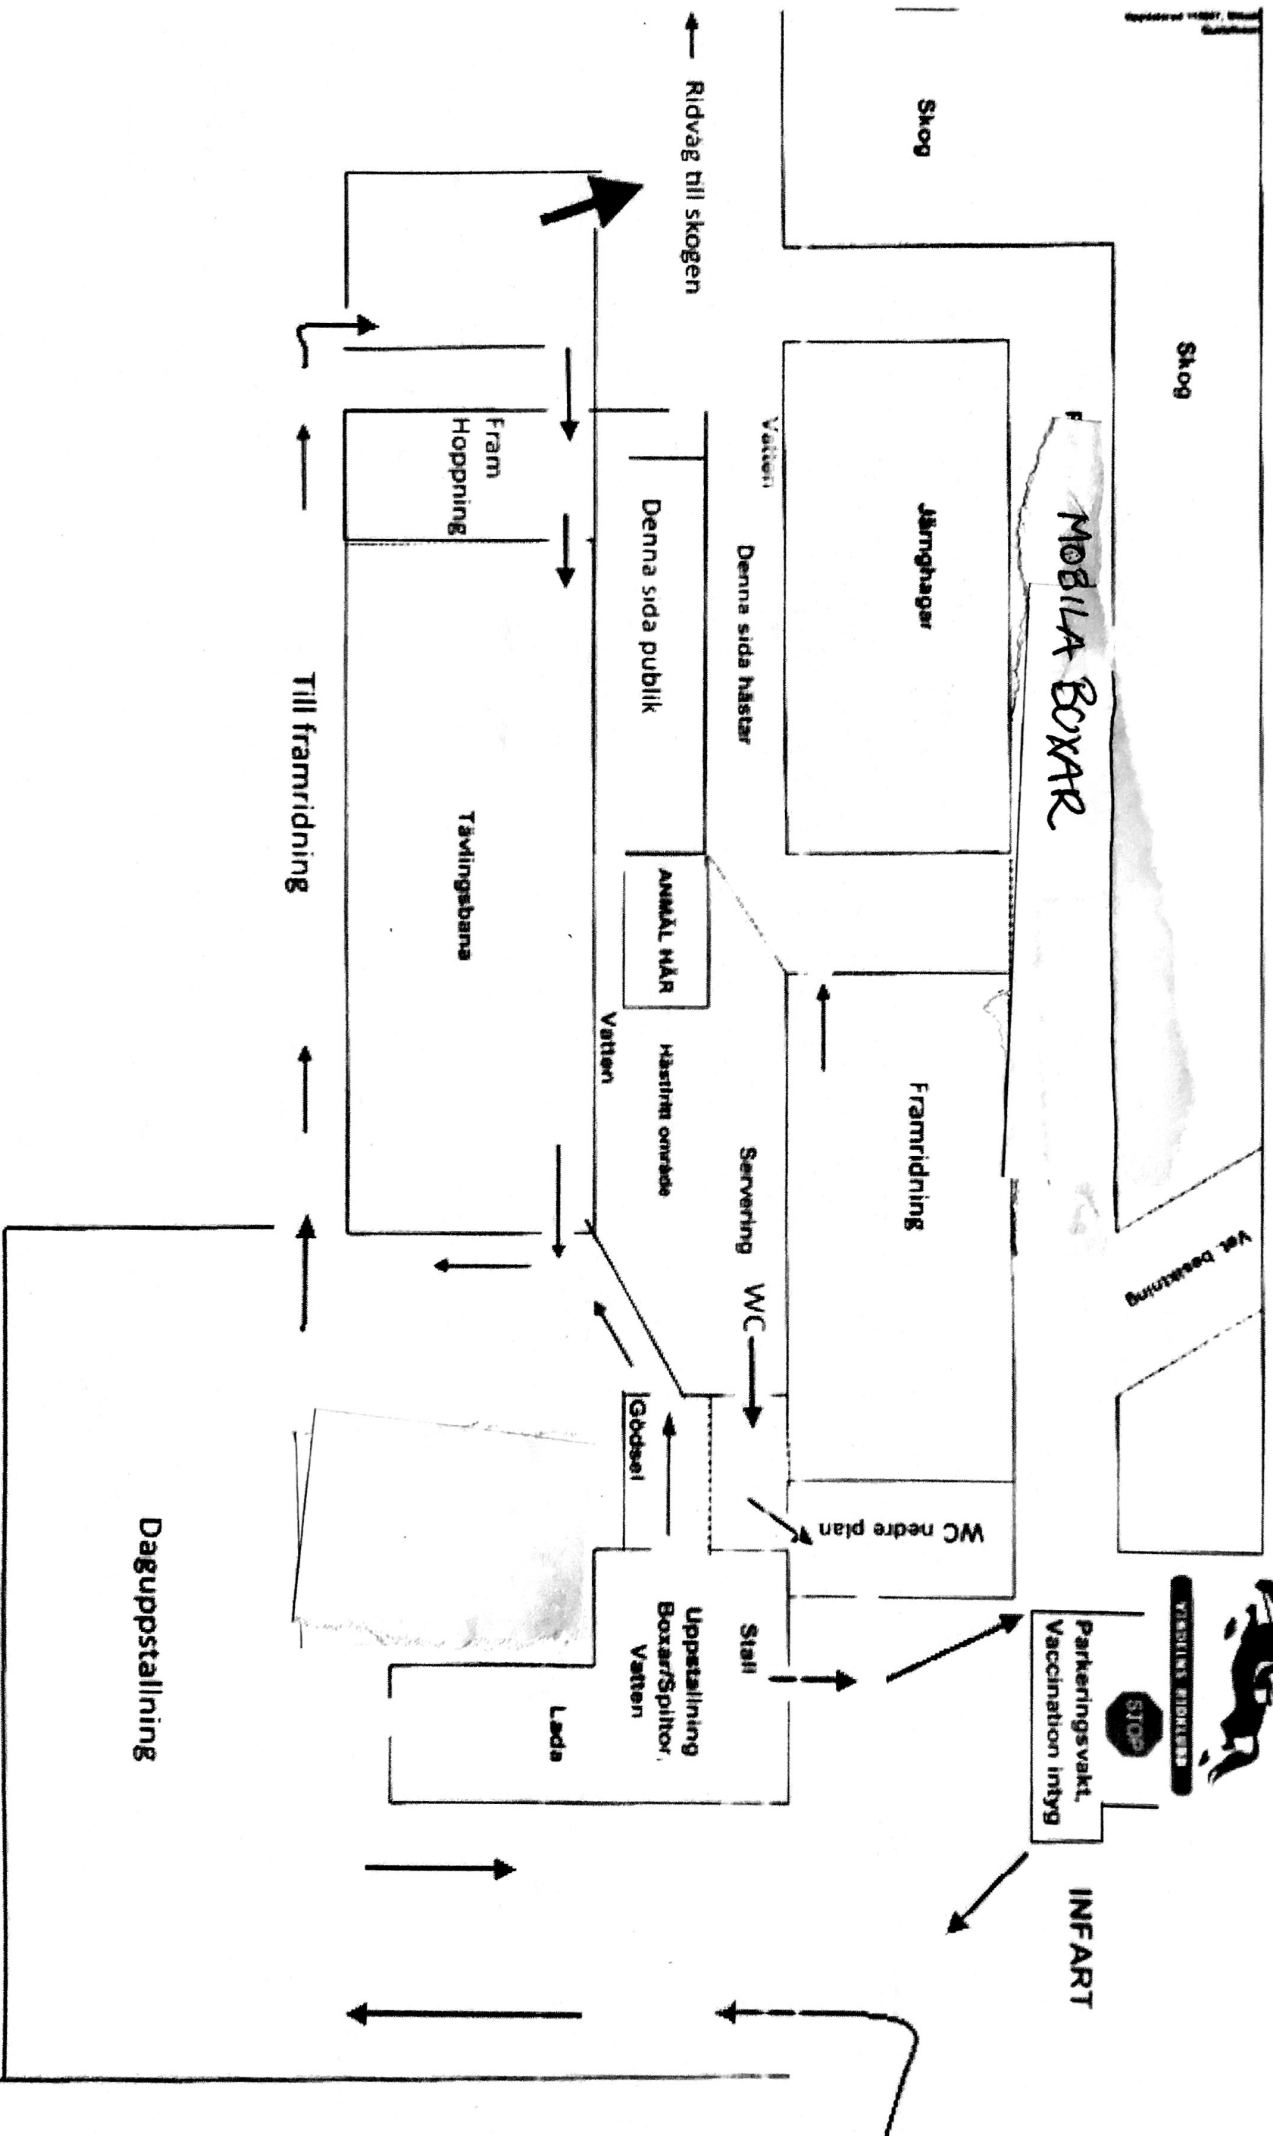 Skog
Skog
← Ridväg till skogen
Vatten
Järnghagar
F
MOBILA BOXAR
Fram
Hoppning
Denna sida publik
Denna sida hästar
Till framridning
Tävlingsbana
ANMÄL HÄR
Vatten
Hästfritt område
Framridning
Servering
WC
Vet. besiktning
Gödsel
WC nedre plan
Daguppstallning
Stall
Uppstallning
Boxar/Spiltor,
Vatten
Lada
Parkeringsvakt,
Vaccination intyg
STOP
INFART